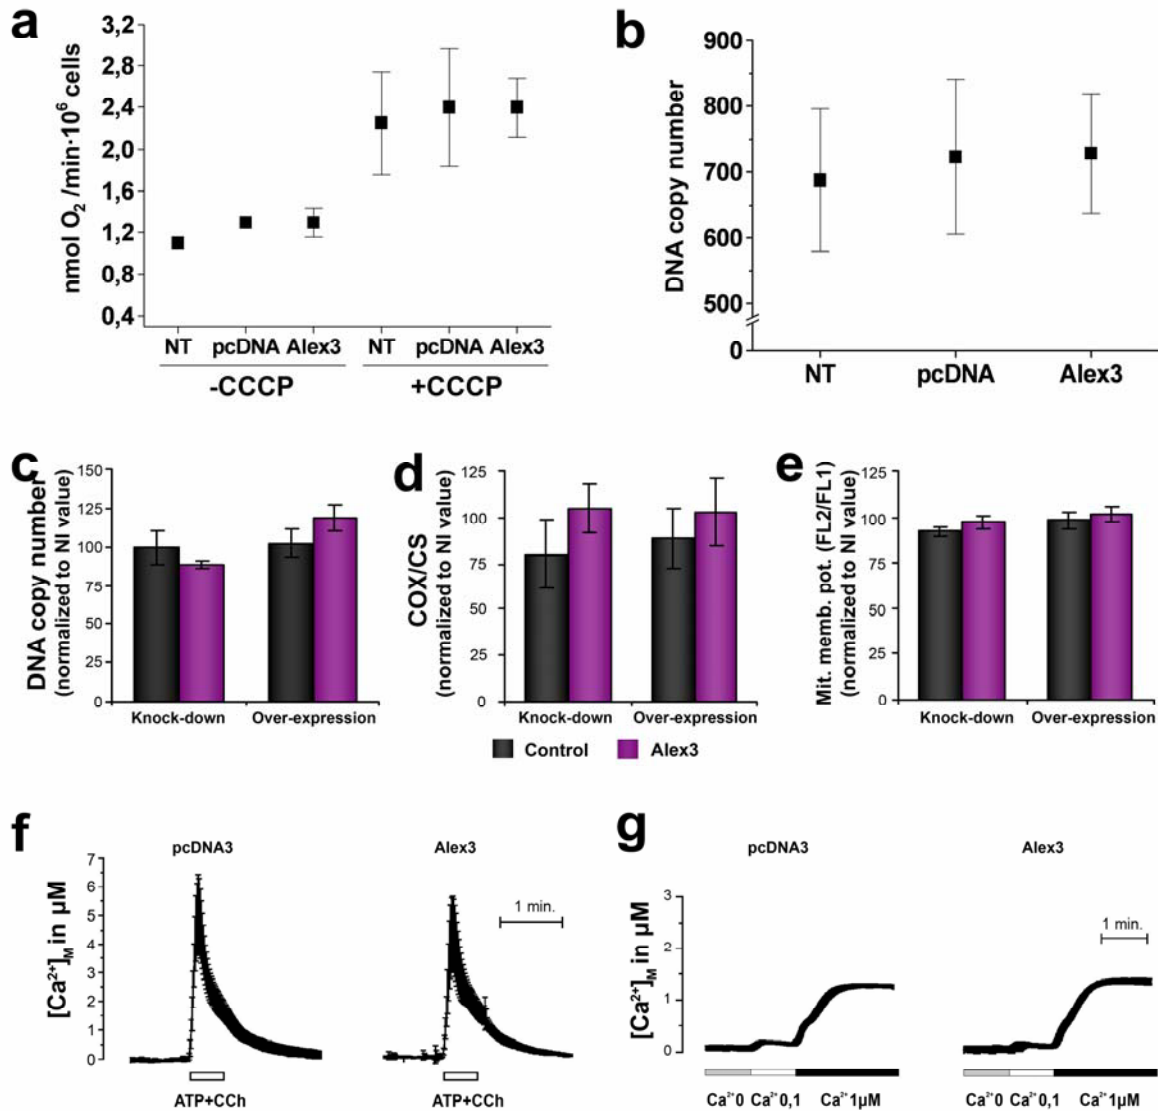 a
nmol O₂ /min·10⁶ cells
3,2
2,8
2,4
2,0
1,6
1,2
0,8
0,4
NT pcDNA Alex3 NT pcDNA Alex3
-CCCP +CCCP
b
DNA copy number
900
800
700
600
500
0
NT pcDNA Alex3
c
DNA copy number
(normalized to NI value)
150
125
100
75
50
25
0
Knock-down Over-expression
d
COX/CS
(normalized to NI value)
125
100
75
50
25
0
Knock-down Over-expression
e
Mit. memb. pot. (FL2/FL1)
(normalized to NI value)
125
100
75
50
25
0
Knock-down Over-expression
Control Alex3
f
pcDNA3 Alex3
[Ca²⁺]M in µM
7
6
5
4
3
2
1
0
1 min.
ATP+CCh ATP+CCh
g
pcDNA3 Alex3
[Ca²⁺]M in µM
3
2
1
0
1 min.
Ca²⁺0 Ca²⁺0,1 Ca²⁺1µM Ca²⁺0 Ca²⁺0,1 Ca²⁺1µM